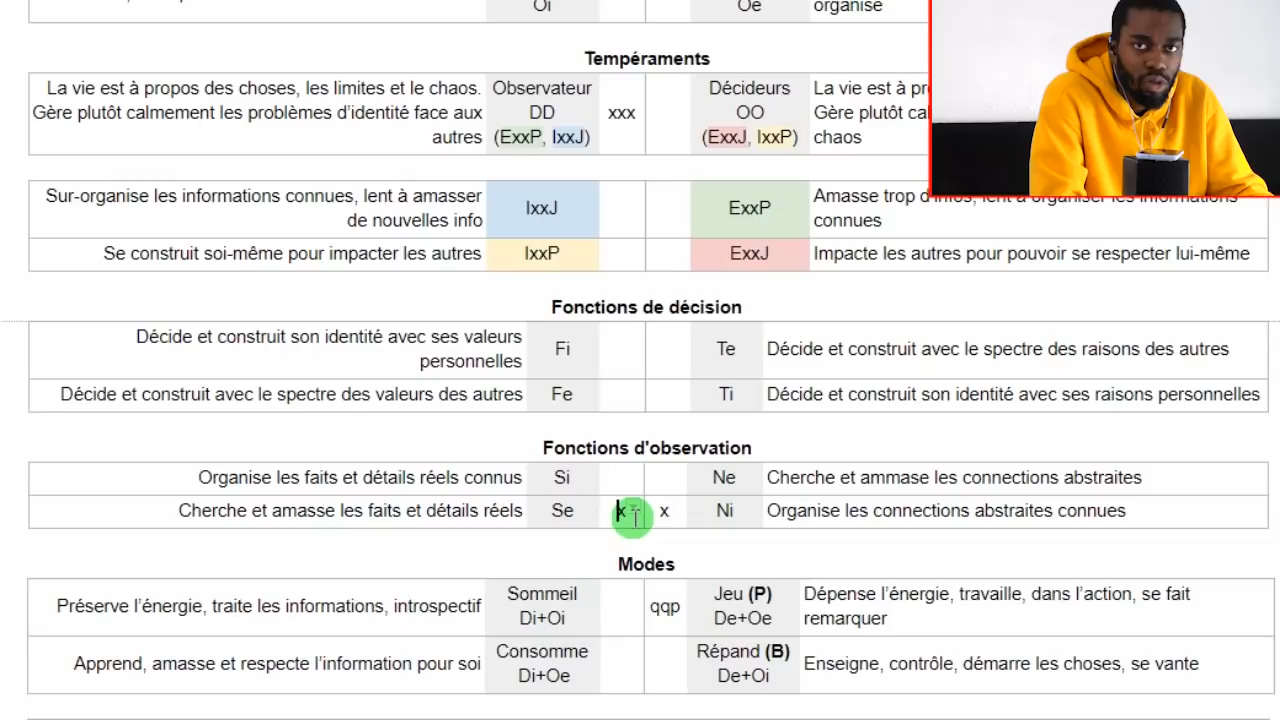 Oi Oe organise
Tempéraments
La vie est à propos des choses, les limites et le chaos. Observateur Décideurs La vie est à
Gère plutôt calmement les problèmes d'identité face aux DD xxx OO Gère plutôt
autres (ExxP, IxxJ) (ExxJ, IxxP) chaos
Sur-organise les informations connues, lent à amasser Amasse trop
de nouvelles info IxxJ ExxP connues
Se construit soi-même pour impacter les autres IxxP ExxJ Impacte les autres pour pouvoir se respecter lui-même
Fonctions de décision
Décide et construit son identité avec ses valeurs
personnelles Fi Te Décide et construit avec le spectre des raisons des autres
Décide et construit avec le spectre des valeurs des autres Fe Ti Décide et construit son identité avec ses raisons personnelles
Fonctions d'observation
Organise les faits et détails réels connus Si Ne Cherche et ammase les connections abstraites
Cherche et amasse les faits et détails réels Se x x Ni Organise les connections abstraites connues
Modes
Préserve l'énergie, traite les informations, introspectif Sommeil Di+Oi qqp Jeu (P) De+Oe Dépense l'énergie, travaille, dans l'action, se fait
remarquer
Apprend, amasse et respecte l'information pour soi Consomme Di+Oe Répand (B) De+Oi Enseigne, contrôle, démarre les choses, se vante